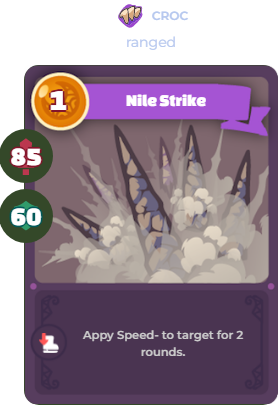 CROC
ranged
1
Nile Strike
85
60
Appy Speed- to target for 2
rounds.